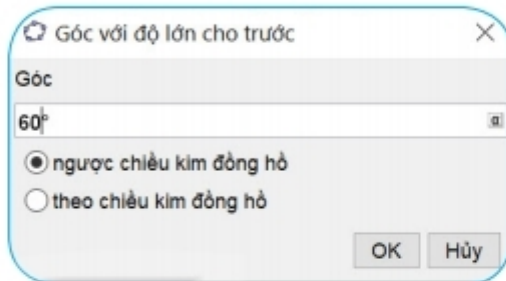 Góc với độ lớn cho trước
Góc
60°
α
ngược chiều kim đồng hồ
theo chiều kim đồng hồ
OK Hủy